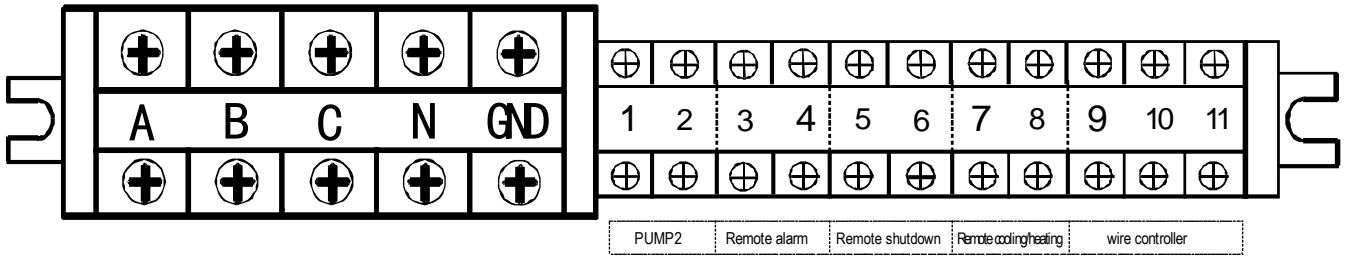 A B C N GND 1 2 3 4 5 6 7 8 9 10 11
PUMP2 Remote alarm Remote shutdown Remote cooling/heating wire controller